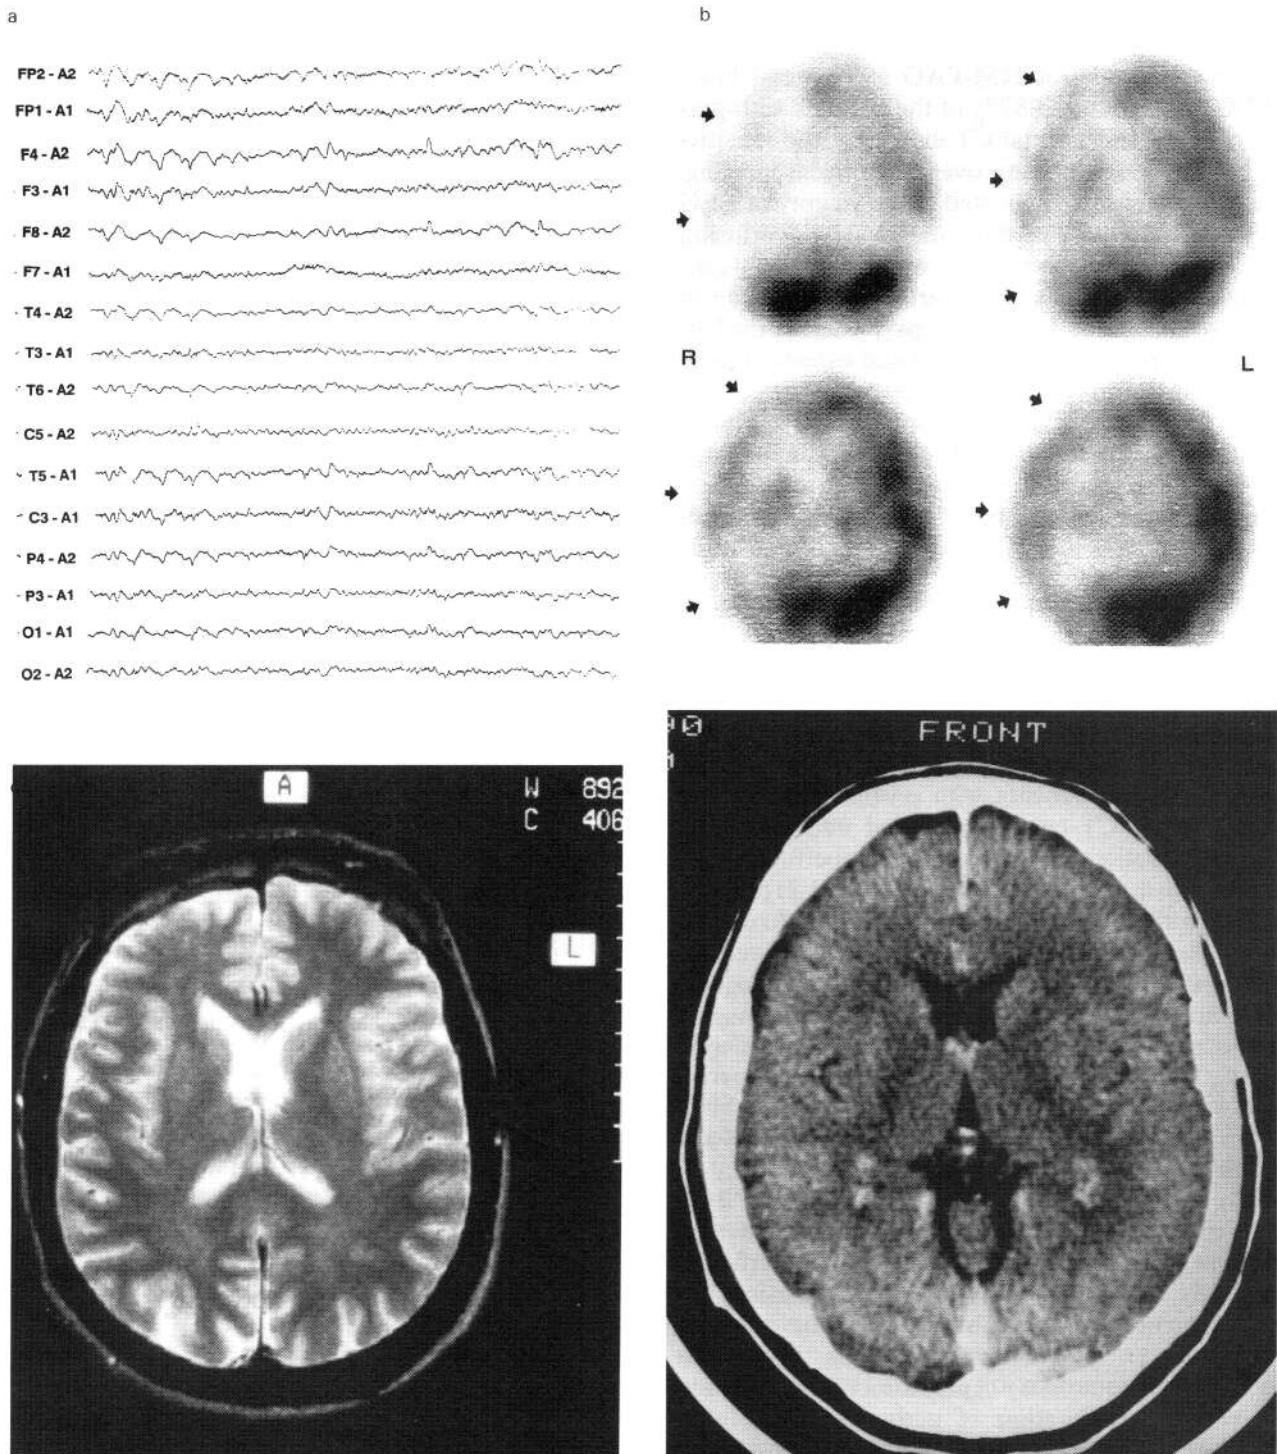 a
b
FP2 - A2
FP1 - A1
F4 - A2
F3 - A1
F8 - A2
F7 - A1
T4 - A2
T3 - A1
T6 - A2
C5 - A2
T5 - A1
C3 - A1
P4 - A2
P3 - A1
O1 - A1
O2 - A2
R
L
A
W 892
C 406
L
90
FRONT